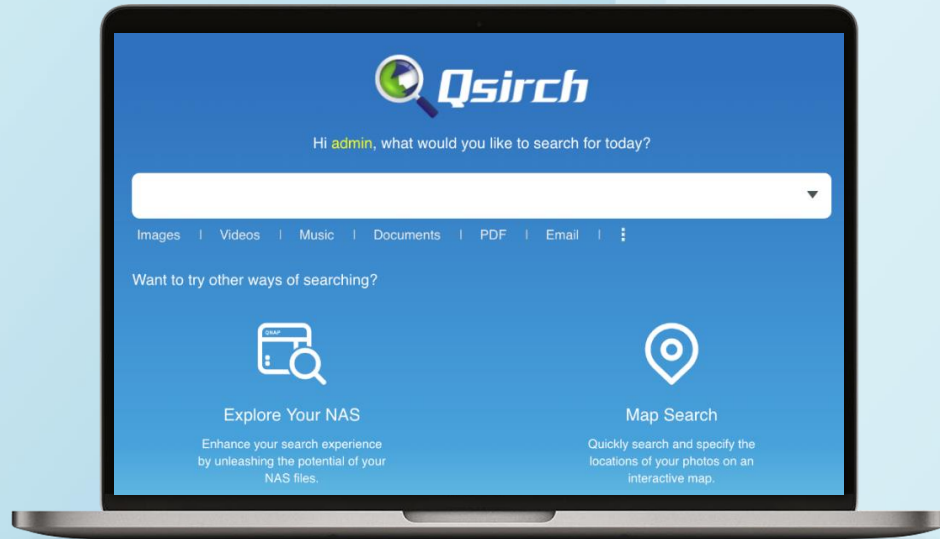 Qsirch
Hi admin, what would you like to search for today?
Images | Videos | Music | Documents | PDF | Email |
Want to try other ways of searching?
QNAP
Explore Your NAS
Enhance your search experience
by unleashing the potential of your
NAS files.
Map Search
Quickly search and specify the
locations of your photos on an
interactive map.